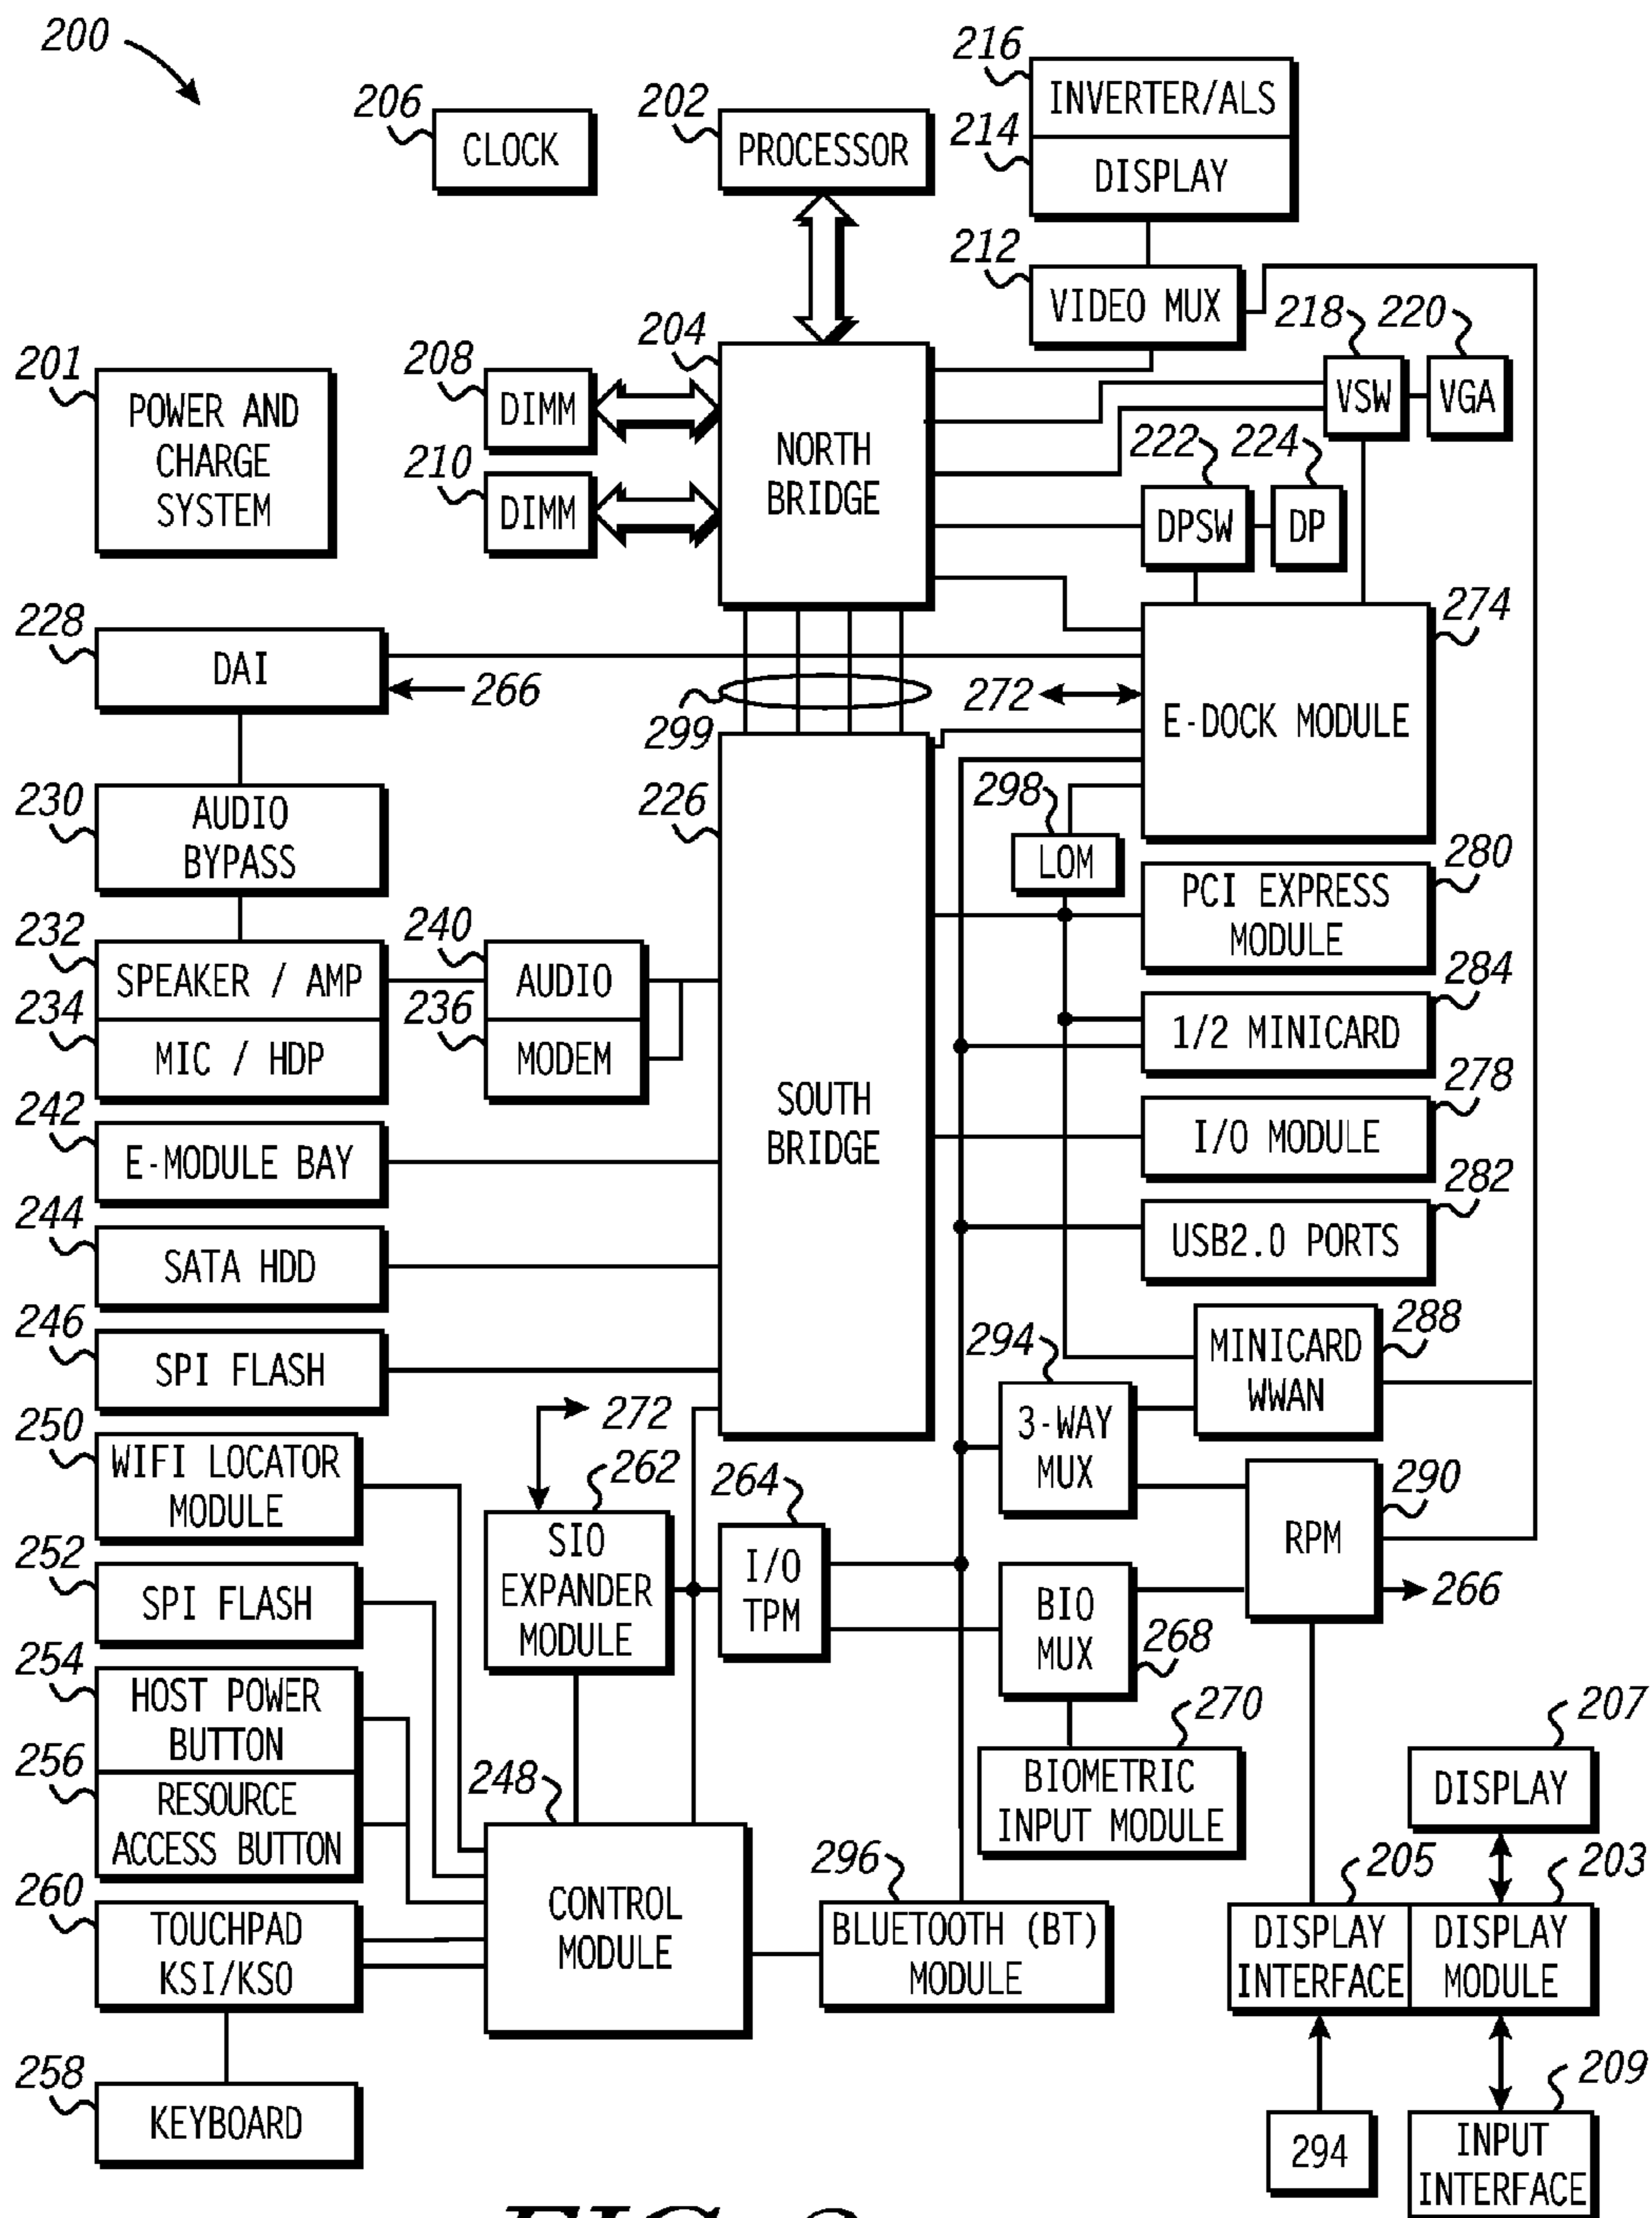 200
206
CLOCK
202
PROCESSOR
216
INVERTER/ALS
214
DISPLAY
212
VIDEO MUX
218
VSW
220
VGA
204
NORTH
BRIDGE
208
DIMM
210
DIMM
201
POWER AND
CHARGE
SYSTEM
222
DPSW
224
DP
228
DAI
266
272
274
E-DOCK MODULE
299
226
SOUTH
BRIDGE
298
LOM
230
AUDIO
BYPASS
280
PCI EXPRESS
MODULE
232
SPEAKER / AMP
234
MIC / HDP
240
AUDIO
236
MODEM
284
1/2 MINICARD
242
E-MODULE BAY
278
I/O MODULE
244
SATA HDD
282
USB2.0 PORTS
246
SPI FLASH
288
MINICARD
WWAN
294
3-WAY
MUX
250
WIFI LOCATOR
MODULE
272
262
SIO
EXPANDER
MODULE
264
I/O
TPM
290
RPM
266
252
SPI FLASH
BIO
MUX
268
254
HOST POWER
BUTTON
256
RESOURCE
ACCESS BUTTON
270
BIOMETRIC
INPUT MODULE
207
DISPLAY
248
CONTROL
MODULE
296
BLUETOOTH (BT)
MODULE
205
DISPLAY
INTERFACE
203
DISPLAY
MODULE
260
TOUCHPAD
KSI/KSO
258
KEYBOARD
294
209
INPUT
INTERFACE